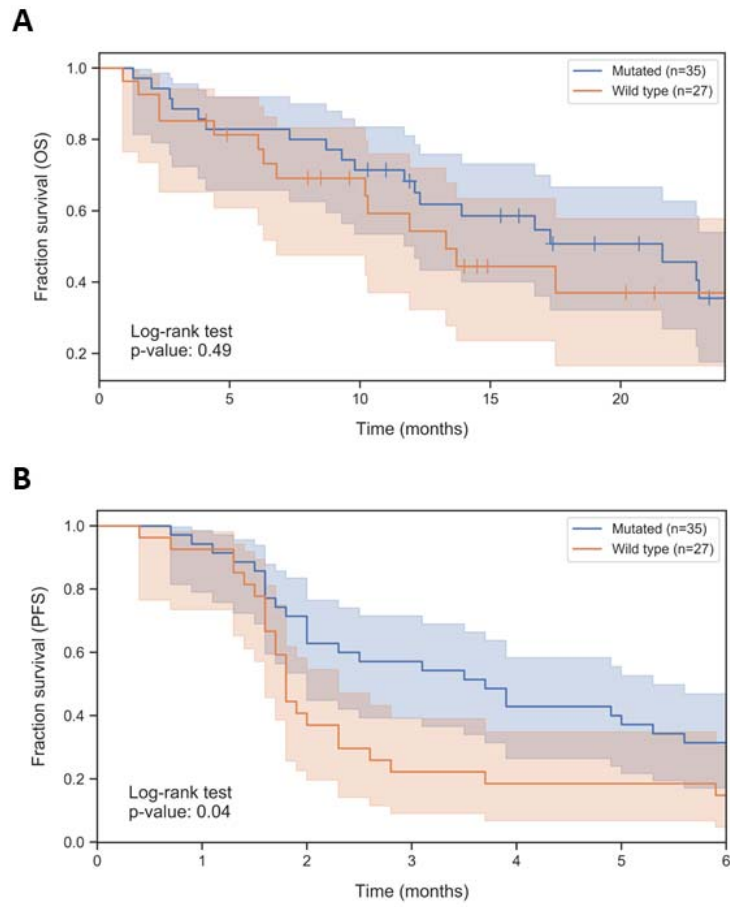 A
1.0
0.8
0.6
0.4
0.2
Fraction survival (OS)
Mutated (n=35)
Wild type (n=27)
Log-rank test
p-value: 0.49
0
5
10
15
20
Time (months)
B
1.0
0.8
0.6
0.4
0.2
0.0
Fraction survival (PFS)
Mutated (n=35)
Wild type (n=27)
Log-rank test
p-value: 0.04
0
1
2
3
4
5
6
Time (months)